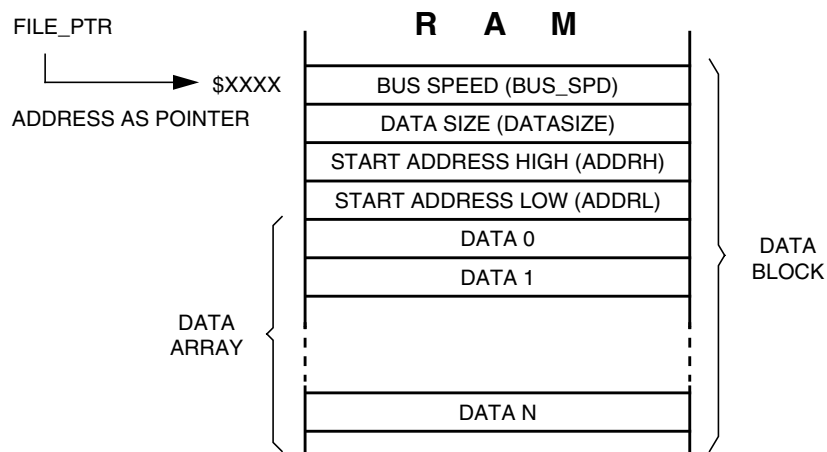 R A M
FILE_PTR
$XXXX
ADDRESS AS POINTER
BUS SPEED (BUS_SPD)
DATA SIZE (DATASIZE)
START ADDRESS HIGH (ADDRH)
START ADDRESS LOW (ADDRL)
DATA 0
DATA 1
DATA N
DATA
ARRAY
DATA
BLOCK